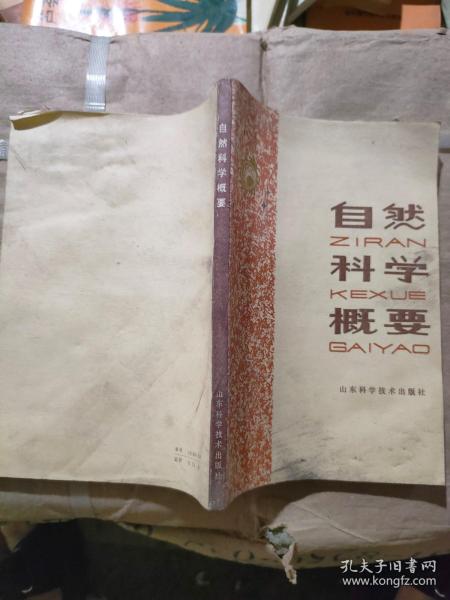 自然
ZIRAN
科学
KEXUE
概要
GAIYAO
山东科学技术出版社
自然科学概要
山东科学技术出版社
孔夫子旧书网
www.kongfz.com